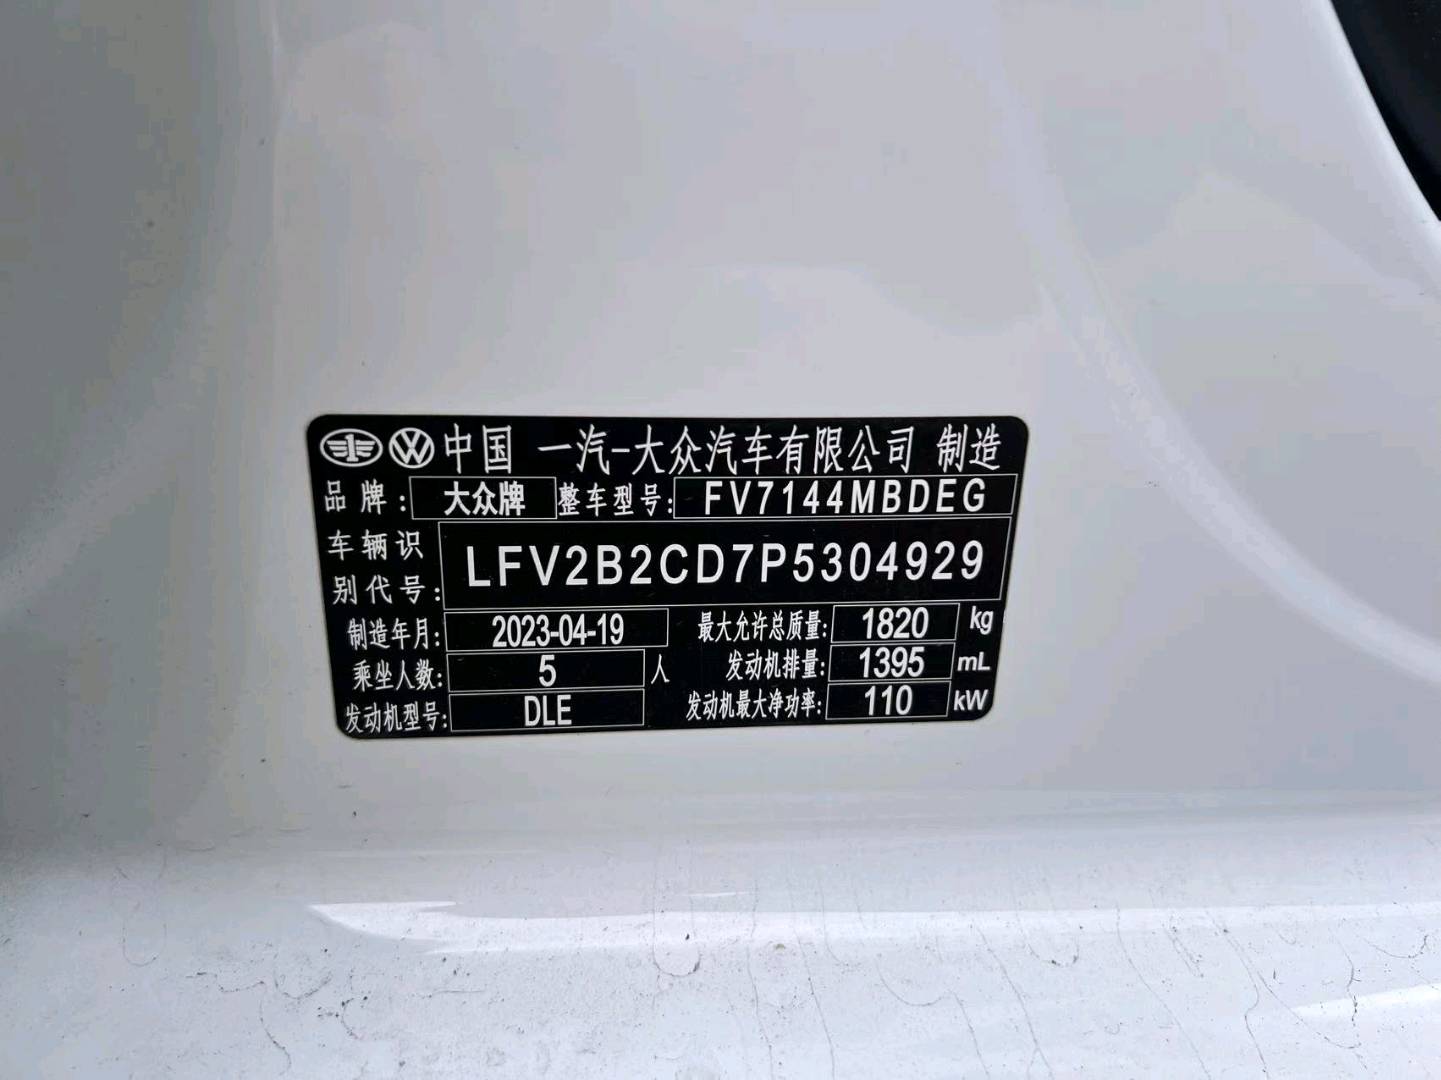 中国 一汽-大众汽车有限公司 制造
品牌: 大众牌 整车型号: FV7144MBDEG
车辆识别代号: LFV2B2CD7P5304929
制造年月: 2023-04-19 最大允许总质量: 1820 kg
乘坐人数: 5 人 发动机排量: 1395 mL
发动机型号: DLE 发动机最大净功率: 110 kW